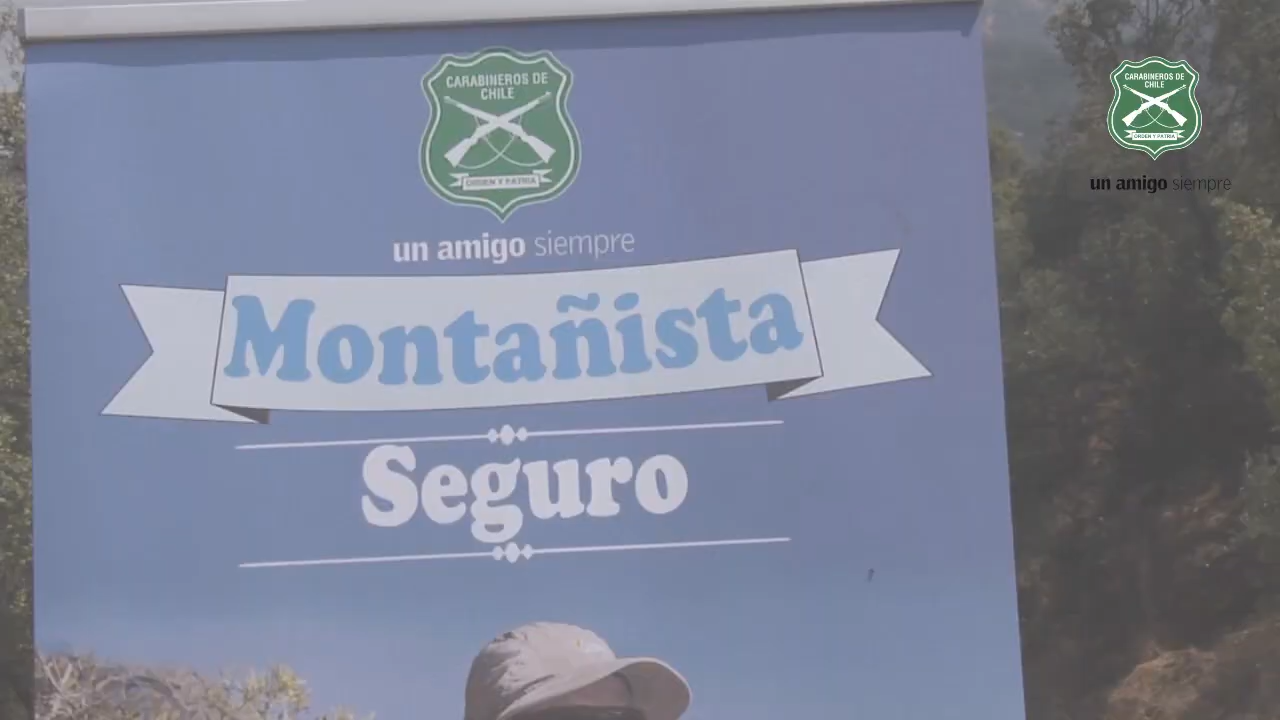 CARABINEROS DE
CHILE
ORDEN Y PATRIA
un amigo siempre
Montañista
Seguro
CARABINEROS DE
CHILE
ORDEN Y PATRIA
un amigo siempre